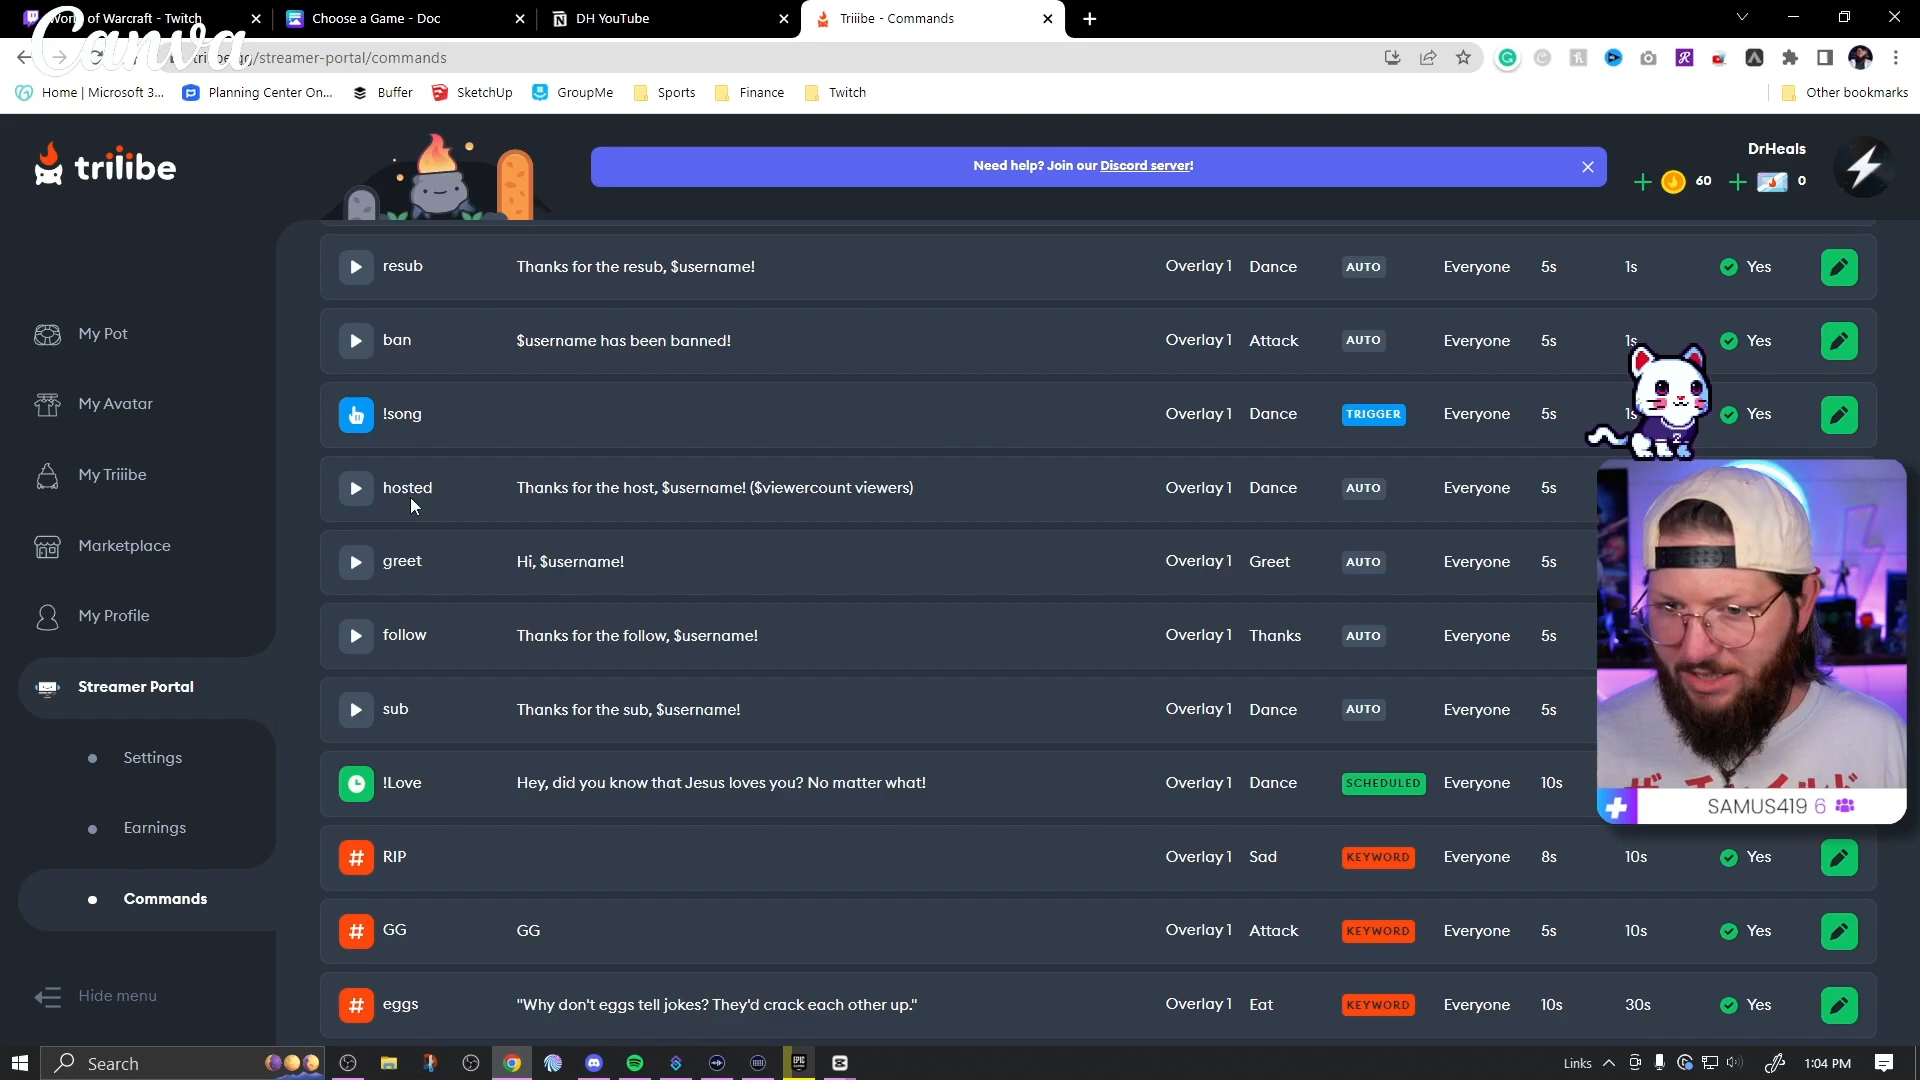 World of Warcraft - Twitch
Choose a Game - Doc
DH YouTube
Triiibe - Commands
Canva
/streamer-portal/commands
Home | Microsoft 3...
Planning Center On...
Buffer
SketchUp
GroupMe
Sports
Finance
Twitch
Other bookmarks
triiibe
Need help? Join our Discord server!
DrHeals
60
0
resub Thanks for the resub, $username! Overlay 1 Dance AUTO Everyone 5s 1s Yes
ban $username has been banned! Overlay 1 Attack AUTO Everyone 5s 1s Yes
!song Overlay 1 Dance TRIGGER Everyone 5s 1s Yes
hosted Thanks for the host, $username! ($viewercount viewers) Overlay 1 Dance AUTO Everyone 5s
greet Hi, $username! Overlay 1 Greet AUTO Everyone 5s
follow Thanks for the follow, $username! Overlay 1 Thanks AUTO Everyone 5s
sub Thanks for the sub, $username! Overlay 1 Dance AUTO Everyone 5s
!Love Hey, did you know that Jesus loves you? No matter what! Overlay 1 Dance SCHEDULED Everyone 10s
RIP Overlay 1 Sad KEYWORD Everyone 8s 10s Yes
GG GG Overlay 1 Attack KEYWORD Everyone 5s 10s Yes
eggs "Why don't eggs tell jokes? They'd crack each other up." Overlay 1 Eat KEYWORD Everyone 10s 30s Yes
My Pot
My Avatar
My Triiibe
Marketplace
My Profile
Streamer Portal
Settings
Earnings
Commands
Hide menu
SAMUS419 6
Search
Links
1:04 PM